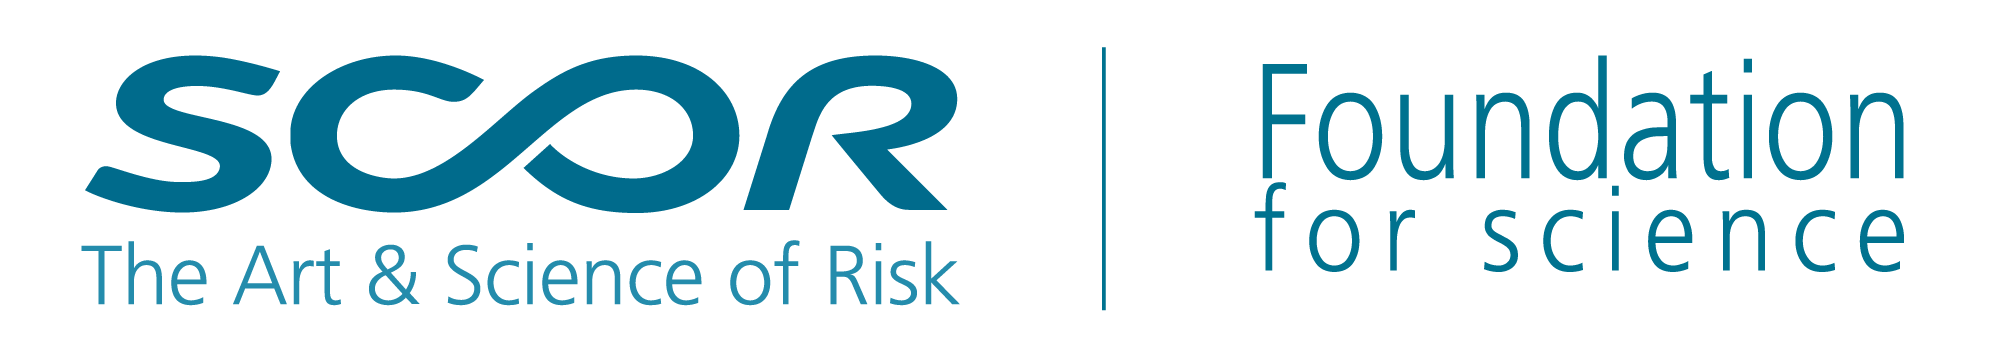 SCOR
The Art & Science of Risk
Foundation
for science